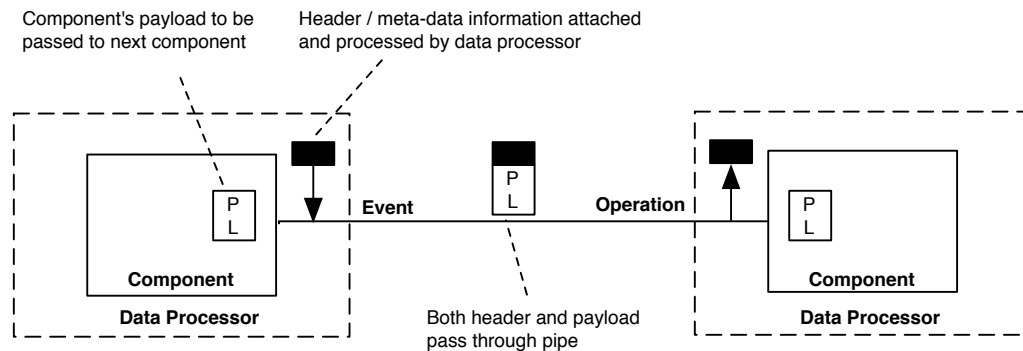 Component's payload to be
passed to next component
Header / meta-data information attached
and processed by data processor
P
L
Component
Data Processor
Event
P
L
Operation
P
L
Component
Data Processor
Both header and payload
pass through pipe